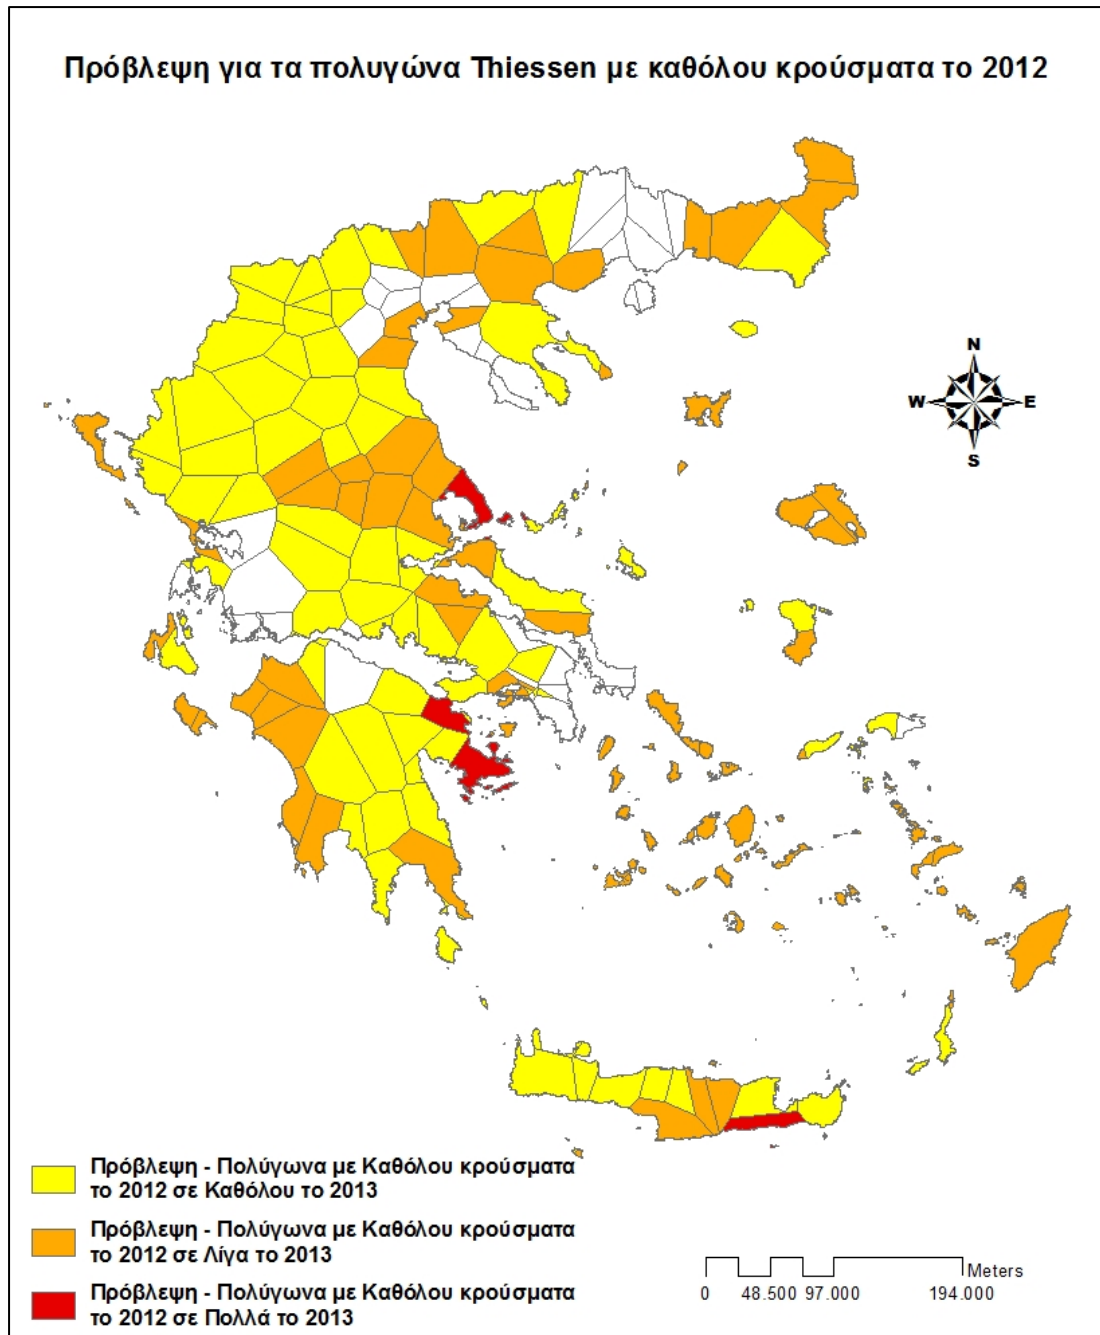 Πρόβλεψη για τα πολυγώνα Thiessen με καθόλου κρούσματα το 2012
N
W E
S
Πρόβλεψη - Πολύγωνα με Καθόλου κρούσματα
το 2012 σε Καθόλου το 2013
Πρόβλεψη - Πολύγωνα με Καθόλου κρούσματα
το 2012 σε Λίγα το 2013
Πρόβλεψη - Πολύγωνα με Καθόλου κρούσματα
το 2012 σε Πολλά το 2013
Meters
0 48.500 97.000 194.000